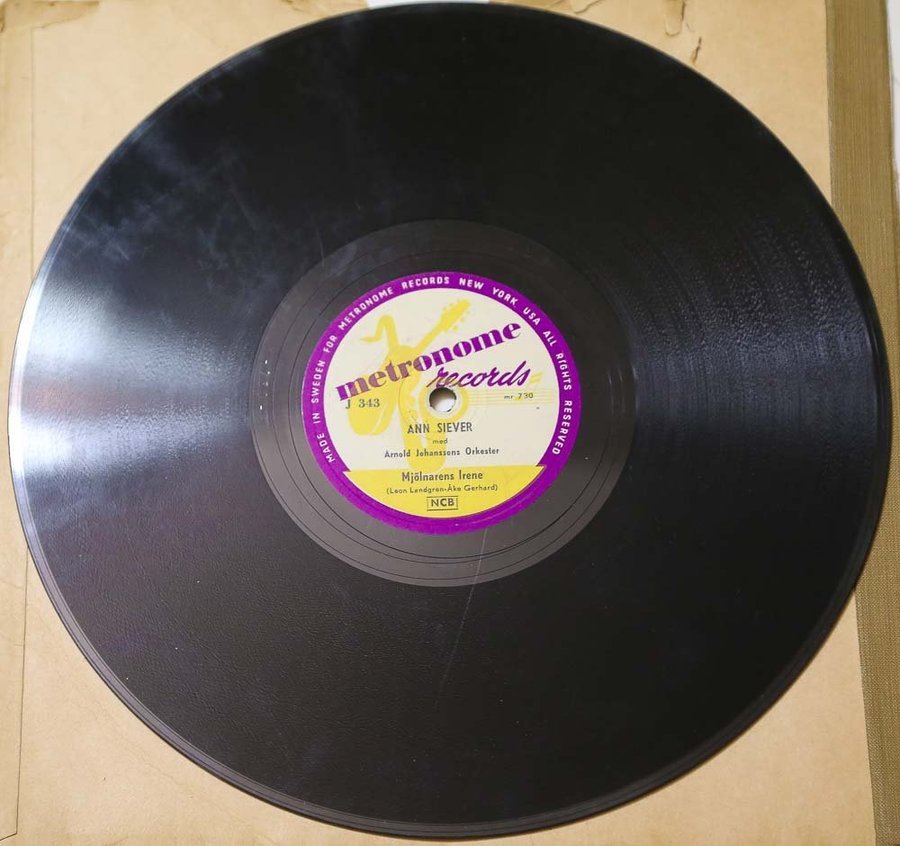 MADE IN SWEDEN FOR METRONOME RECORDS NEW YORK USA ALL RIGHTS RESERVED
metronome
records
J 343
mr 730
ANN SIEVER
med
Arnold Johanssons Orkester
Mjölnarens Irene
(Leon Landgren-Åke Gerhard)
NCB